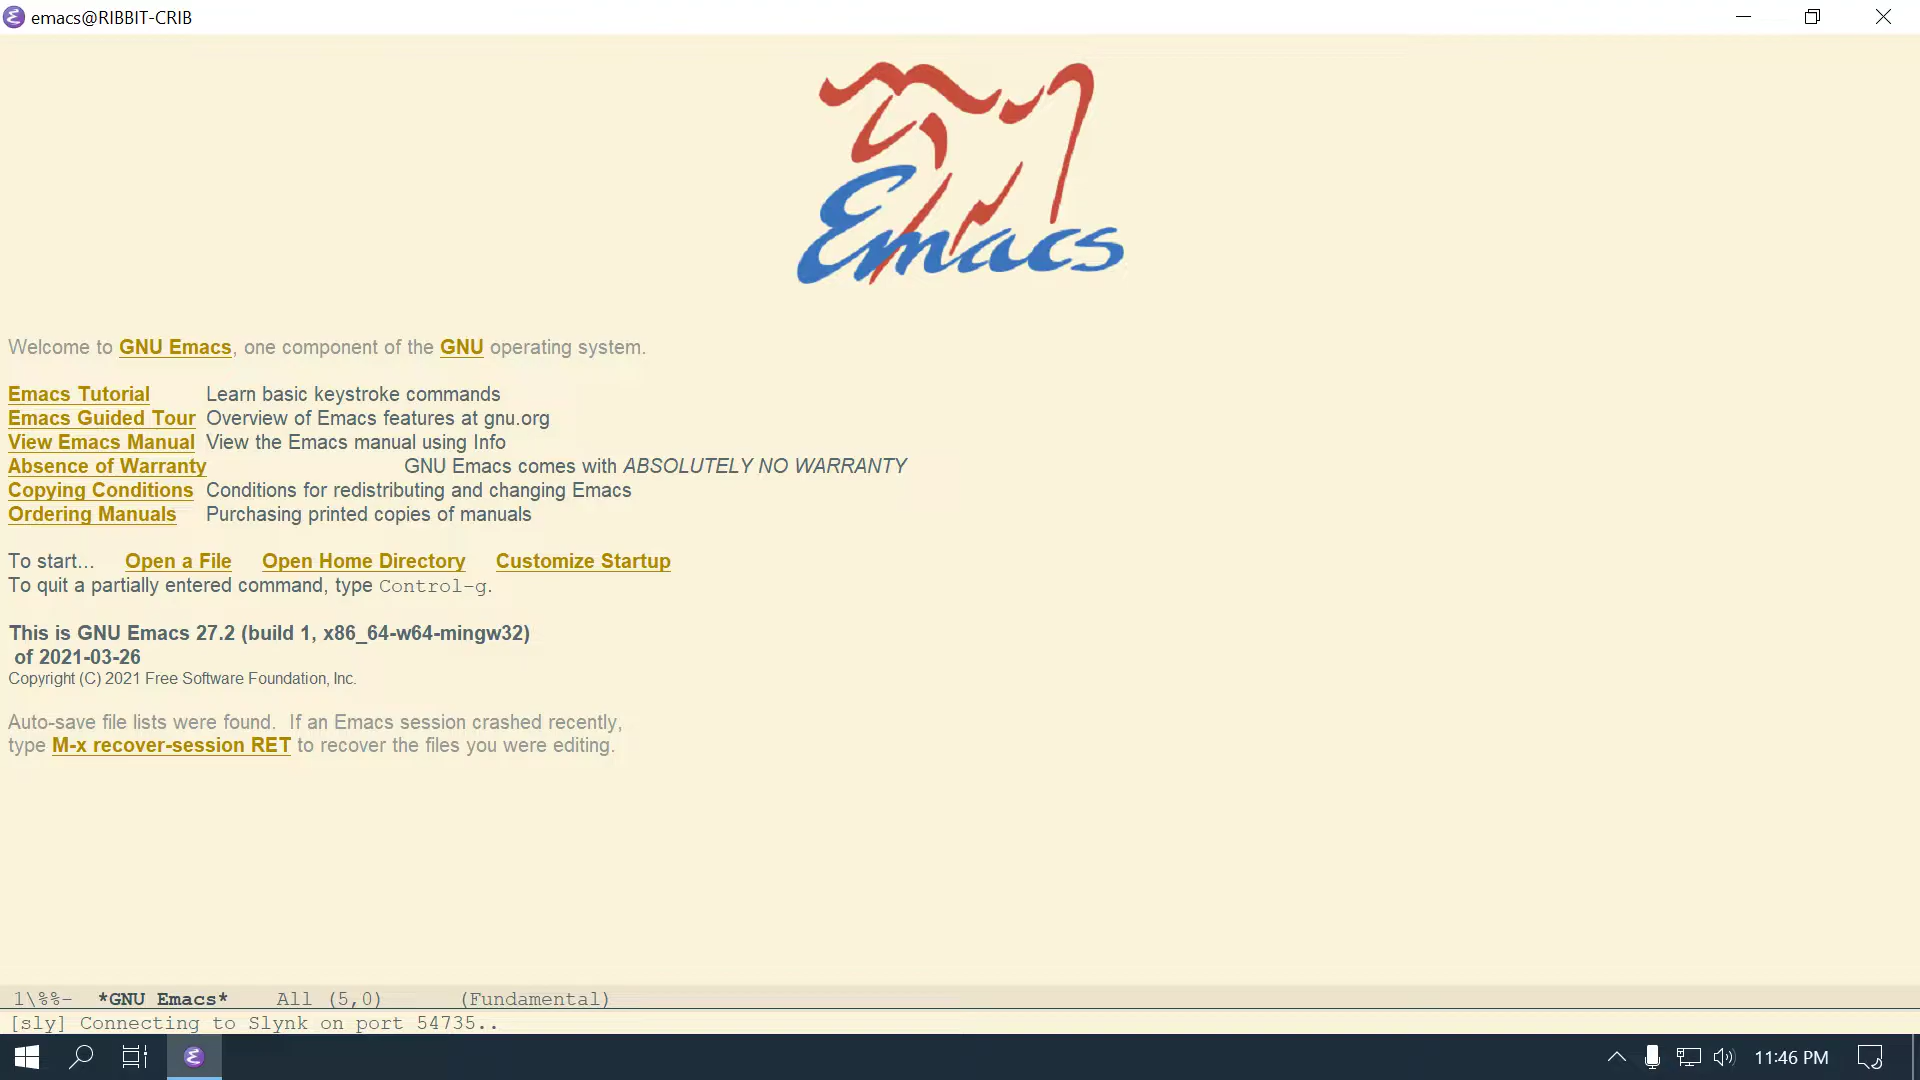 emacs@RIBBIT-CRIB
Emacs
Welcome to GNU Emacs, one component of the GNU operating system.
Emacs Tutorial Learn basic keystroke commands
Emacs Guided Tour Overview of Emacs features at gnu.org
View Emacs Manual View the Emacs manual using Info
Absence of Warranty GNU Emacs comes with ABSOLUTELY NO WARRANTY
Copying Conditions Conditions for redistributing and changing Emacs
Ordering Manuals Purchasing printed copies of manuals
To start... Open a File Open Home Directory Customize Startup
To quit a partially entered command, type Control-g.
This is GNU Emacs 27.2 (build 1, x86_64-w64-mingw32)
of 2021-03-26
Copyright (C) 2021 Free Software Foundation, Inc.
Auto-save file lists were found. If an Emacs session crashed recently,
type M-x recover-session RET to recover the files you were editing.
1\%%- *GNU Emacs* All (5,0) (Fundamental)
[sly] Connecting to Slynk on port 54735..
11:46 PM